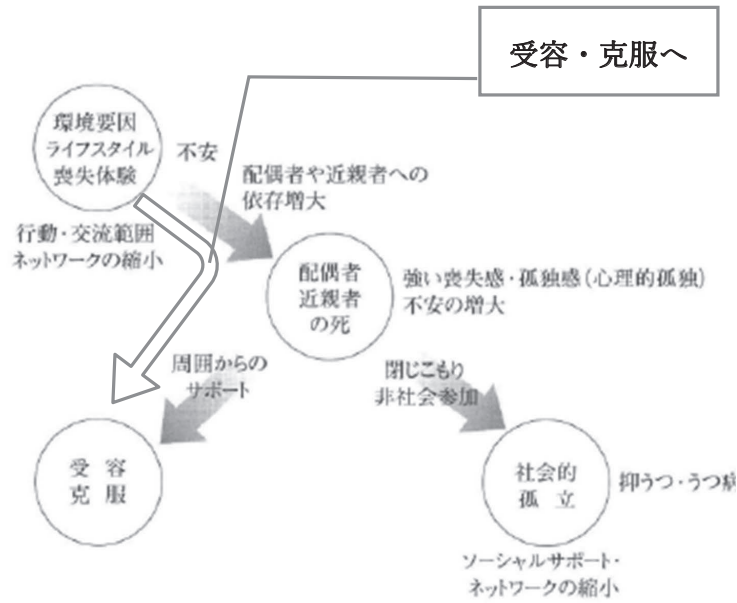 受容・克服へ
環境要因
ライフスタイル
喪失体験
不安
配偶者や近親者への
依存増大
行動・交流範囲
ネットワークの縮小
配偶者
近親者
の死
強い喪失感・孤独感(心理的孤独)
不安の増大
周囲からの
サポート
閉じこもり
非社会参加
受 容
克 服
社会的
孤 立
抑うつ・うつ病
ソーシャルサポート・
ネットワークの縮小